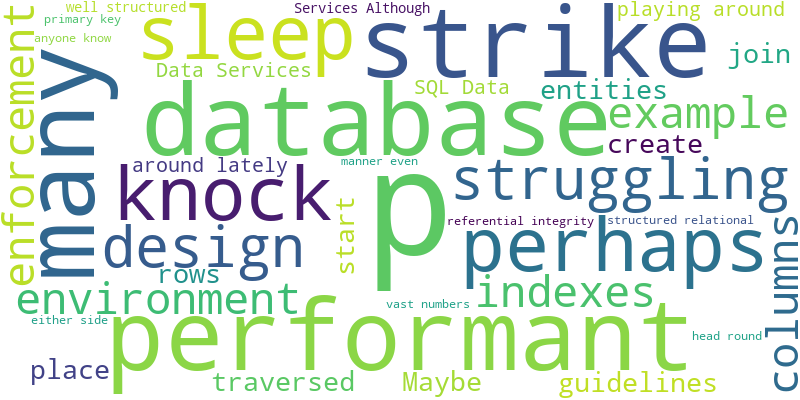 well structured
Services Although
playing around
primary key
sleep
strike
anyone know
join
Data Services
SQL Data
entities
many
enforcement
database
example
create
around lately
manner even
p
knock
struggling
referential integrity
structured relational
design
start
perhaps
columns
rows
indexes
environment
vast numbers
either side
performant
head round
place
traversed
Maybe
guidelines